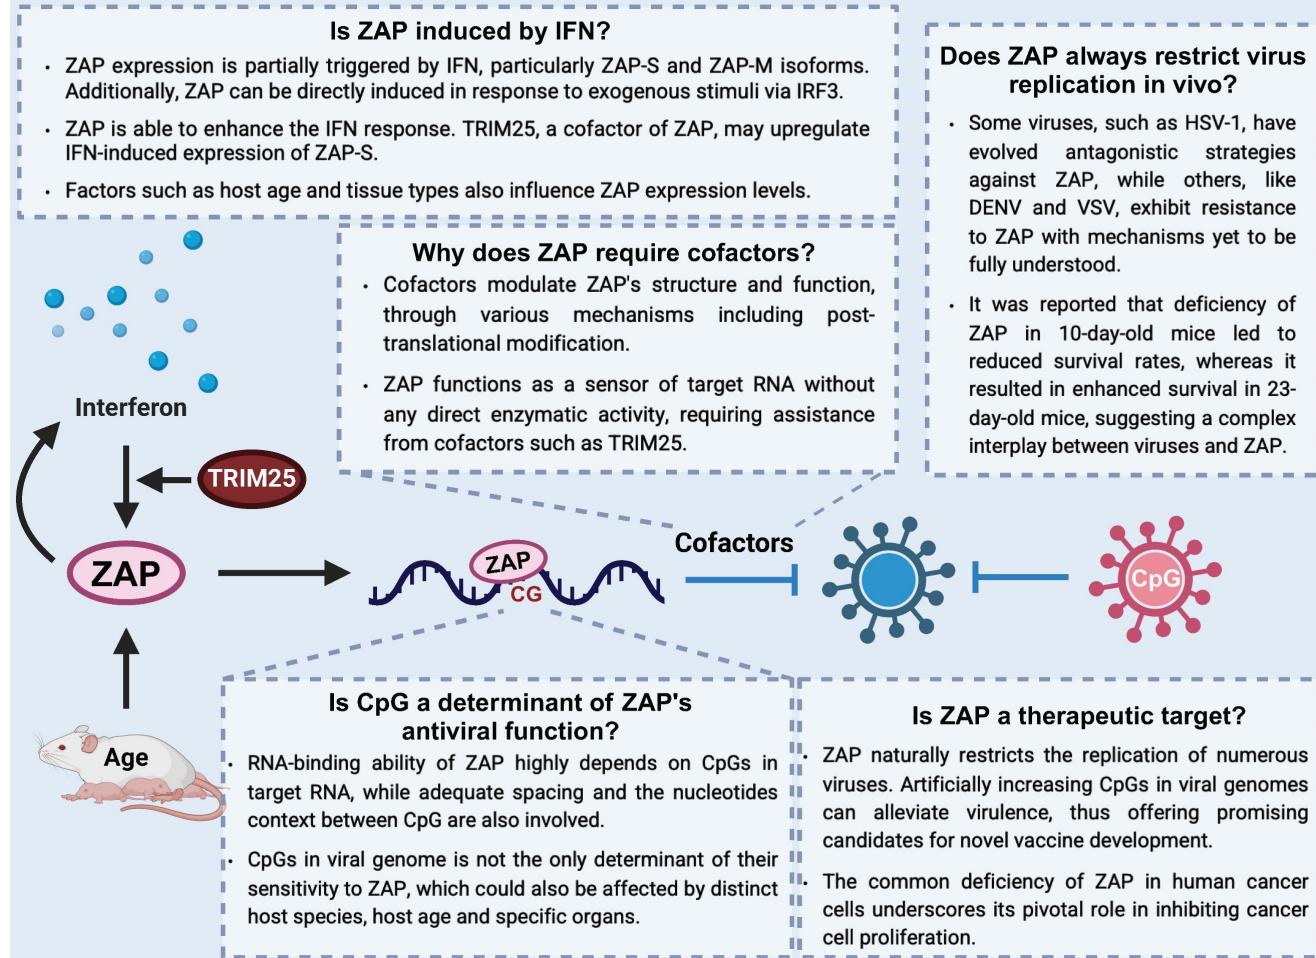 Is ZAP induced by IFN?
• ZAP expression is partially triggered by IFN, particularly ZAP-S and ZAP-M isoforms.
Additionally, ZAP can be directly induced in response to exogenous stimuli via IRF3.
• ZAP is able to enhance the IFN response. TRIM25, a cofactor of ZAP, may upregulate
IFN-induced expression of ZAP-S.
• Factors such as host age and tissue types also influence ZAP expression levels.
Does ZAP always restrict virus
replication in vivo?
• Some viruses, such as HSV-1, have
evolved antagonistic strategies
against ZAP, while others, like
DENV and VSV, exhibit resistance
to ZAP with mechanisms yet to be
fully understood.
• It was reported that deficiency of
ZAP in 10-day-old mice led to
reduced survival rates, whereas it
resulted in enhanced survival in 23-
day-old mice, suggesting a complex
interplay between viruses and ZAP.
Why does ZAP require cofactors?
• Cofactors modulate ZAP's structure and function,
through various mechanisms including post-
translational modification.
• ZAP functions as a sensor of target RNA without
any direct enzymatic activity, requiring assistance
from cofactors such as TRIM25.
Interferon
TRIM25
ZAP
ZAP
CG
Cofactors
CpG
Age
Is CpG a determinant of ZAP's
antiviral function?
• RNA-binding ability of ZAP highly depends on CpGs in
target RNA, while adequate spacing and the nucleotides
context between CpG are also involved.
• CpGs in viral genome is not the only determinant of their
sensitivity to ZAP, which could also be affected by distinct
host species, host age and specific organs.
Is ZAP a therapeutic target?
• ZAP naturally restricts the replication of numerous
viruses. Artificially increasing CpGs in viral genomes
can alleviate virulence, thus offering promising
candidates for novel vaccine development.
• The common deficiency of ZAP in human cancer
cells underscores its pivotal role in inhibiting cancer
cell proliferation.